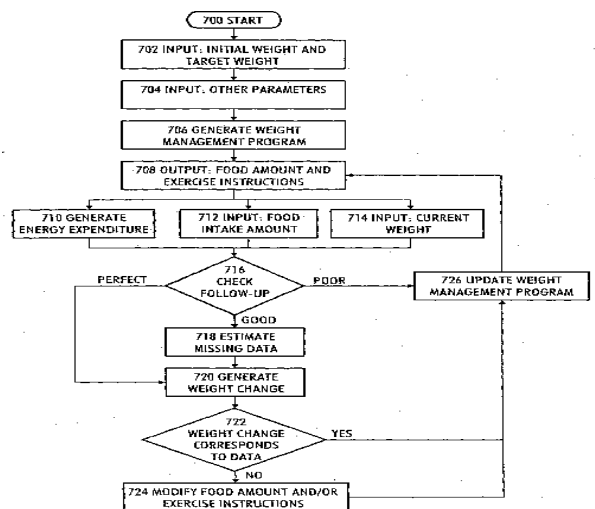 700 START
702 INPUT: INITIAL WEIGHT AND
TARGET WEIGHT
704 INPUT: OTHER PARAMETERS
706 GENERATE WEIGHT
MANAGEMENT PROGRAM
708 OUTPUT: FOOD AMOUNT AND
EXERCISE INSTRUCTIONS
710 GENERATE
ENERGY EXPENDITURE
712 INPUT: FOOD
INTAKE AMOUNT
714 INPUT: CURRENT
WEIGHT
716
CHECK
FOLLOW-UP
PERFECT
POOR
726 UPDATE WEIGHT
MANAGEMENT PROGRAM
GOOD
718 ESTIMATE
MISSING DATA
720 GENERATE
WEIGHT CHANGE
722
WEIGHT CHANGE
CORRESPONDS
TO DATA
YES
NO
724 MODIFY FOOD AMOUNT AND/OR
EXERCISE INSTRUCTIONS